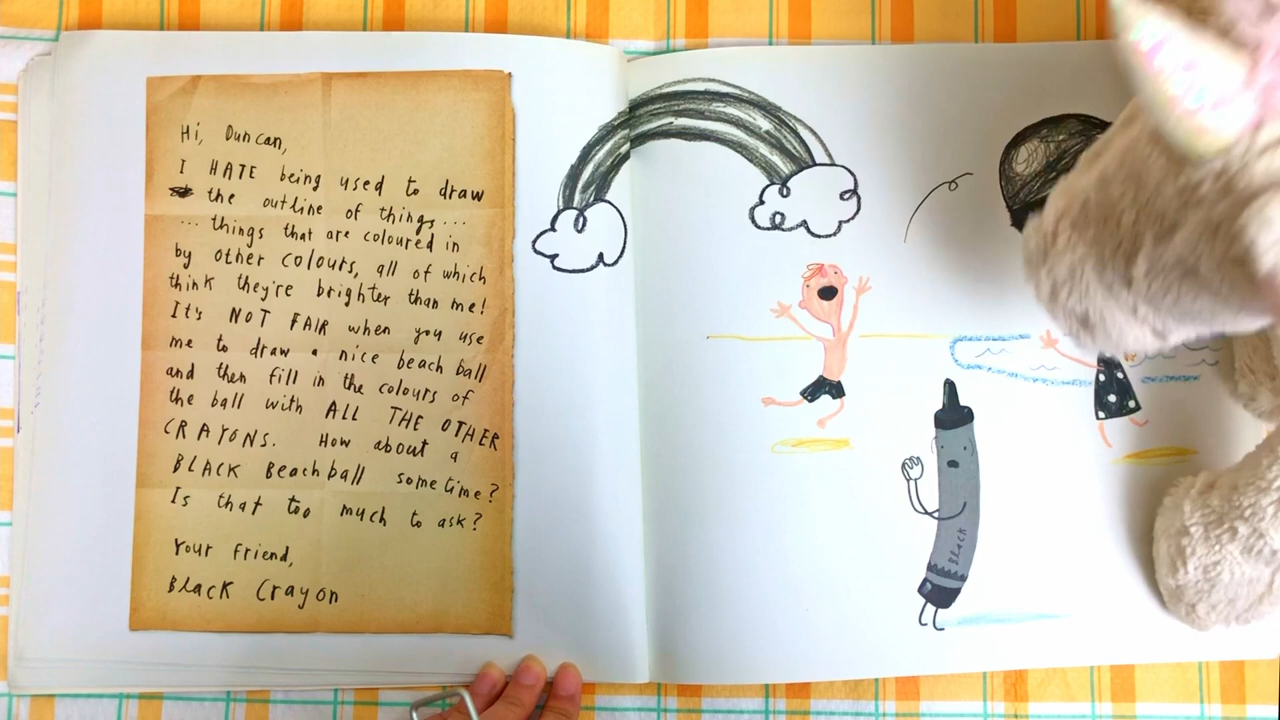 Hi, Duncan,
I HATE being used to draw
the outline of things...
... things that are coloured in
by other colours, all of which
think they're brighter than me!
It's NOT FAIR when you use
me to draw a nice beach ball
and then fill in the colours of
the ball with ALL THE OTHER
CRAYONS. How about a
BLACK Beach ball sometime?
Is that too much to ask?
Your friend,
Black Crayon
Black